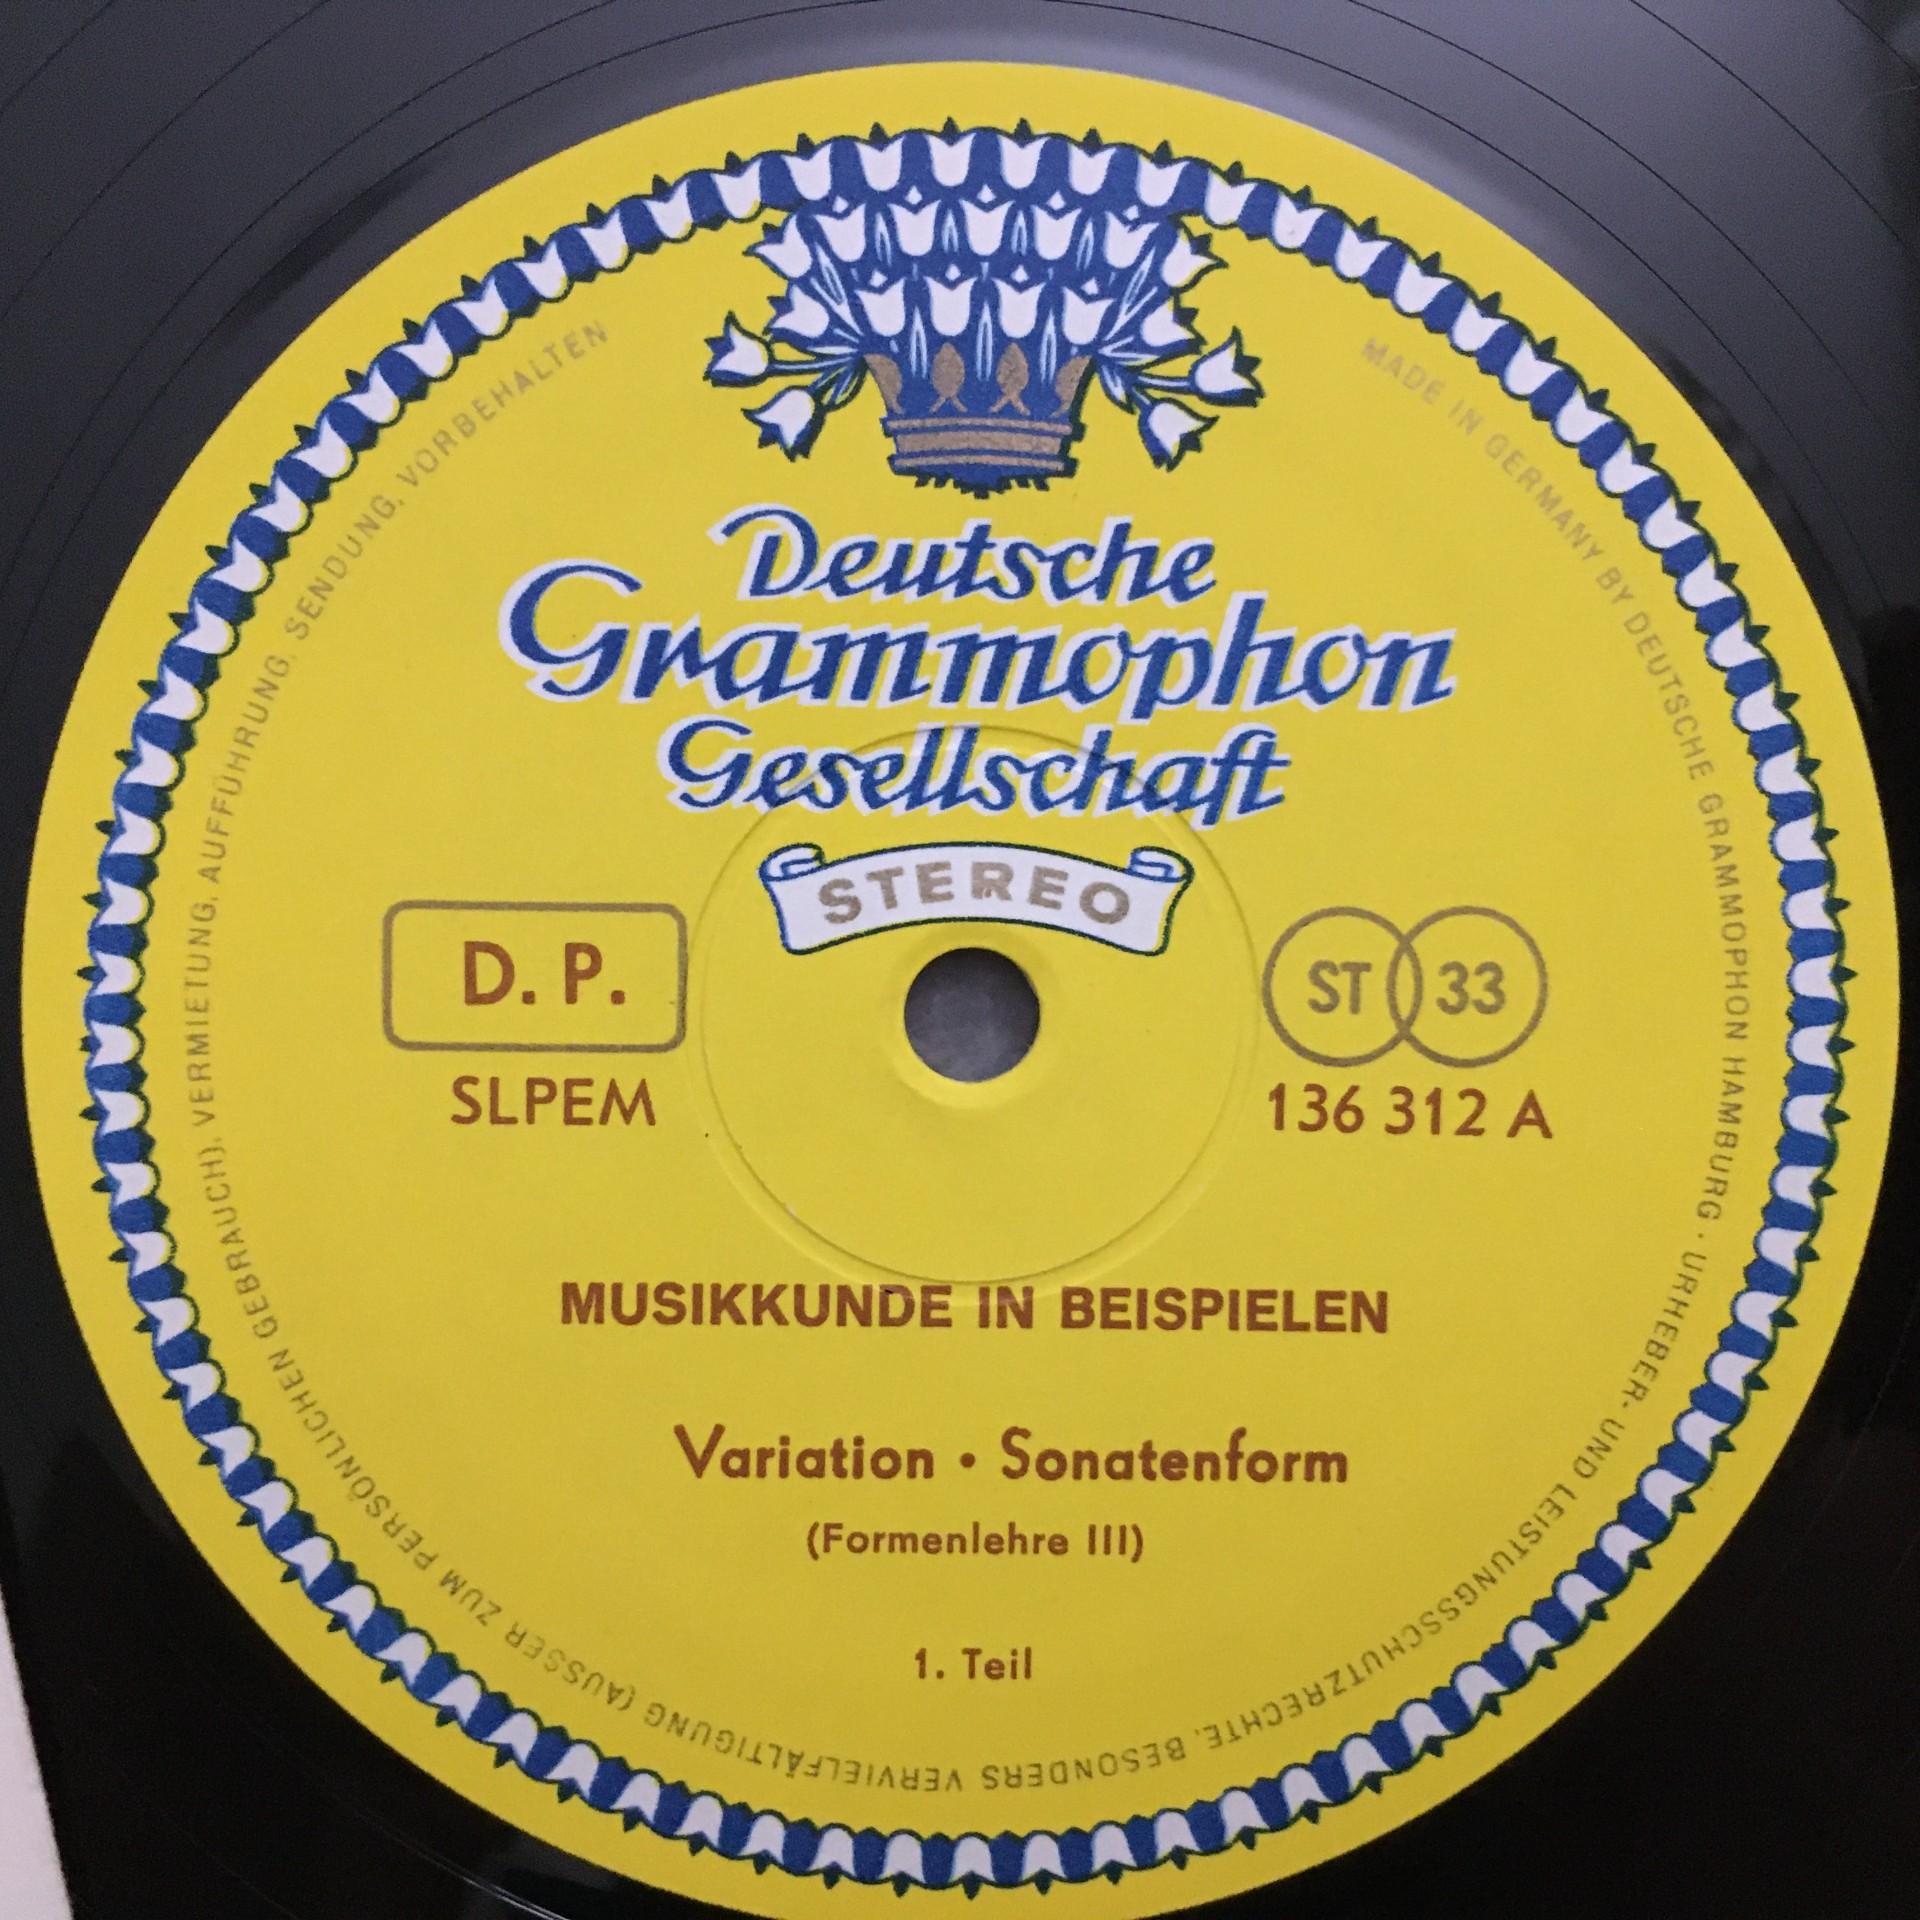 Deutsche
Grammophon
Gesellschaft
STEREO
D. P.
ST 33
SLPEM
136 312 A
MUSIKKUNDE IN BEISPIELEN
Variation • Sonatenform
(Formenlehre III)
1. Teil
MADE IN GERMANY BY DEUTSCHE GRAMMOPHON HAMBURG · URHEBER- UND LEISTUNGSSCHUTZRECHTE, BESONDERS VERVIELFÄLTIGUNG (AUSSER ZUM PERSÖNLICHEN GEBRAUCH), VERMIETUNG, AUFFÜHRUNG, SENDUNG, VORBEHALTEN